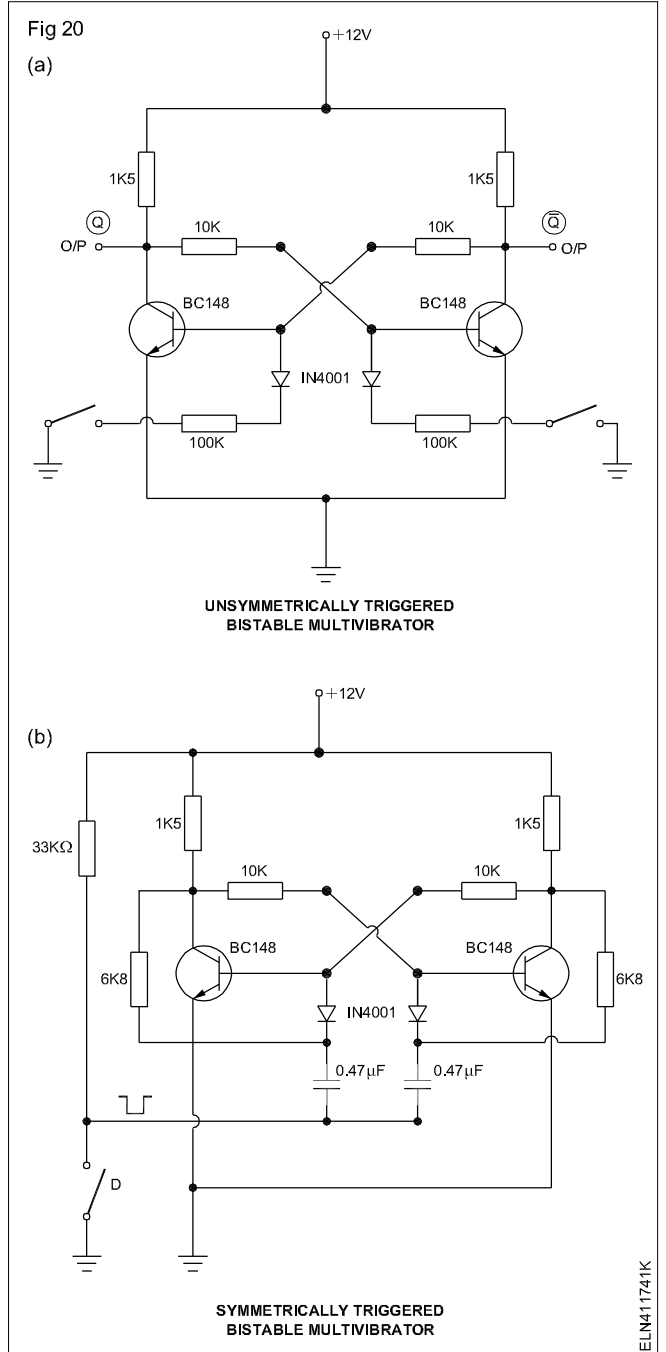 Fig 20
(a)
+12V
1K5
1K5
Q
Q̅
O/P
10K
10K
O/P
BC148
BC148
IN4001
100K
100K
UNSYMMETRICALLY TRIGGERED
BISTABLE MULTIVIBRATOR
+12V
(b)
1K5
1K5
33KΩ
10K
10K
BC148
BC148
6K8
6K8
IN4001
0.47µF
0.47µF
D
SYMMETRICALLY TRIGGERED
BISTABLE MULTIVIBRATOR
ELN411741K